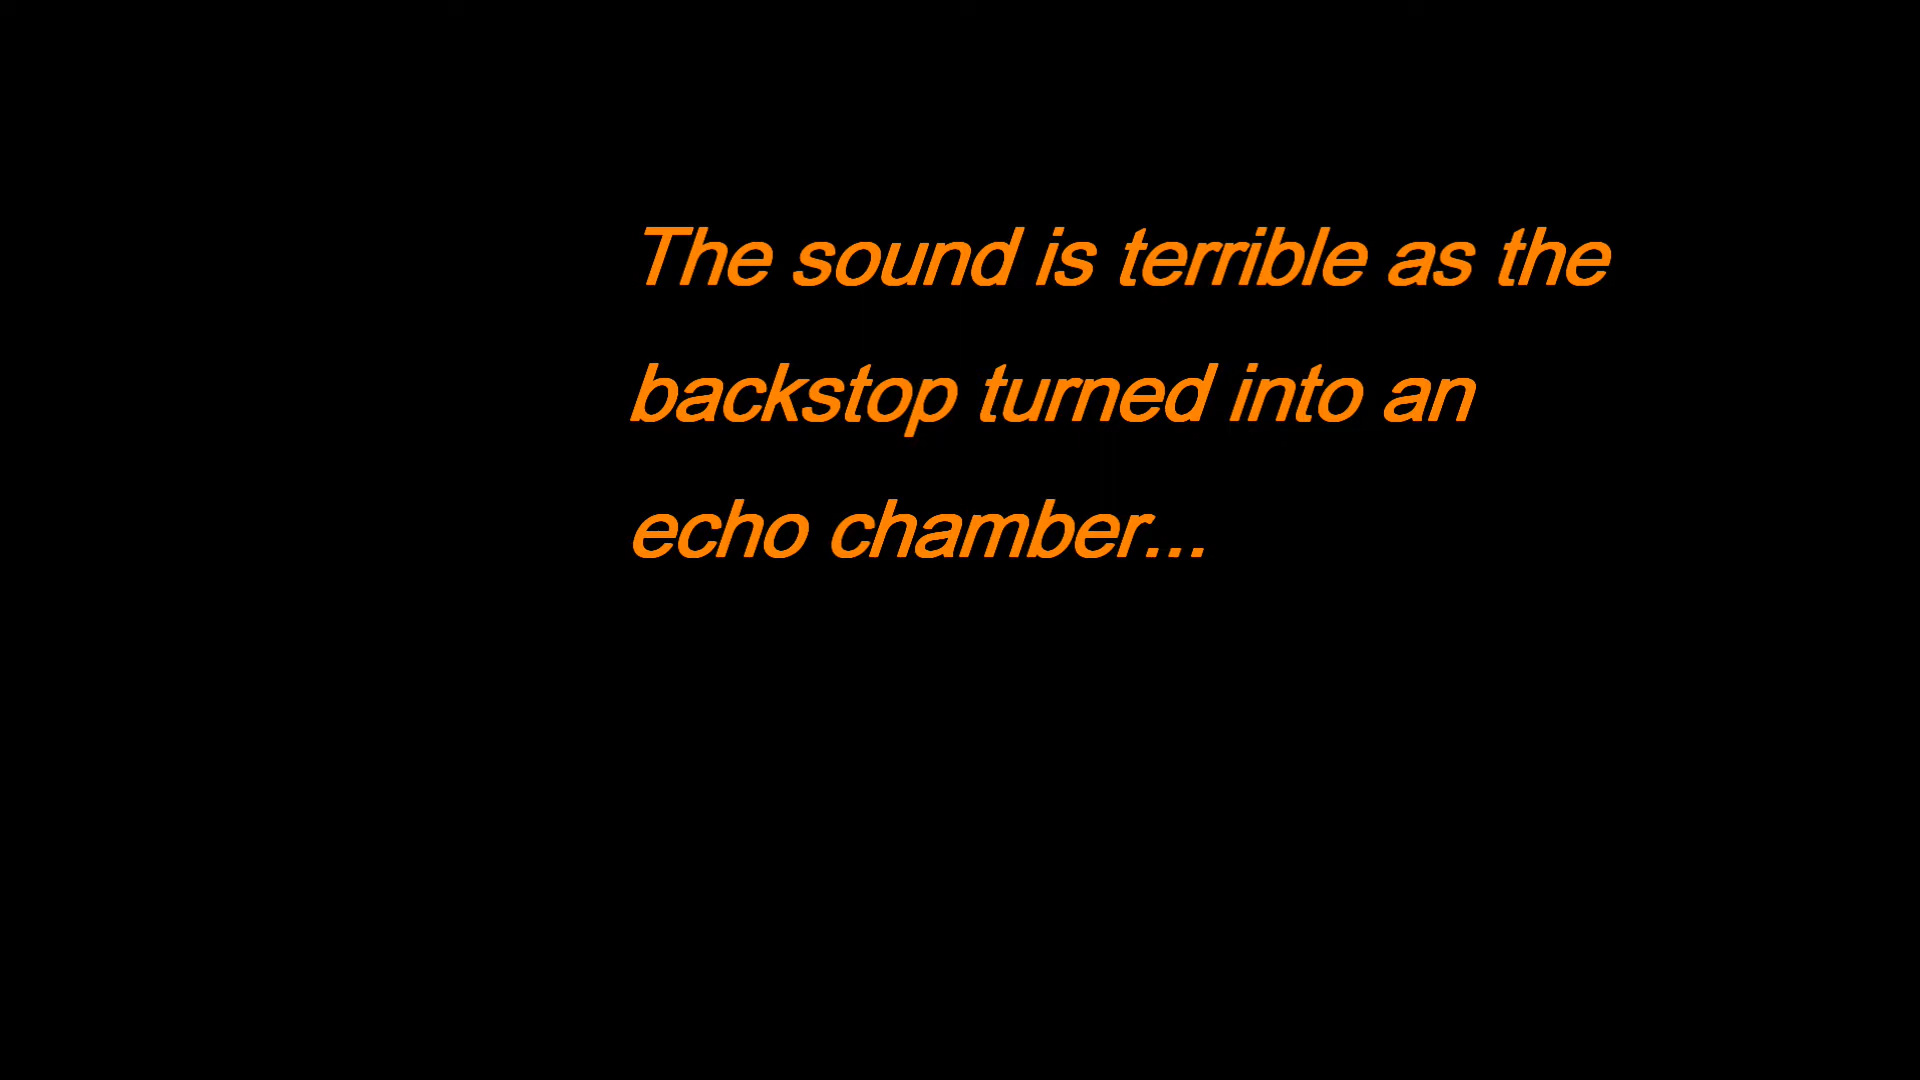 The sound is terrible as the
backstop turned into an
echo chamber...